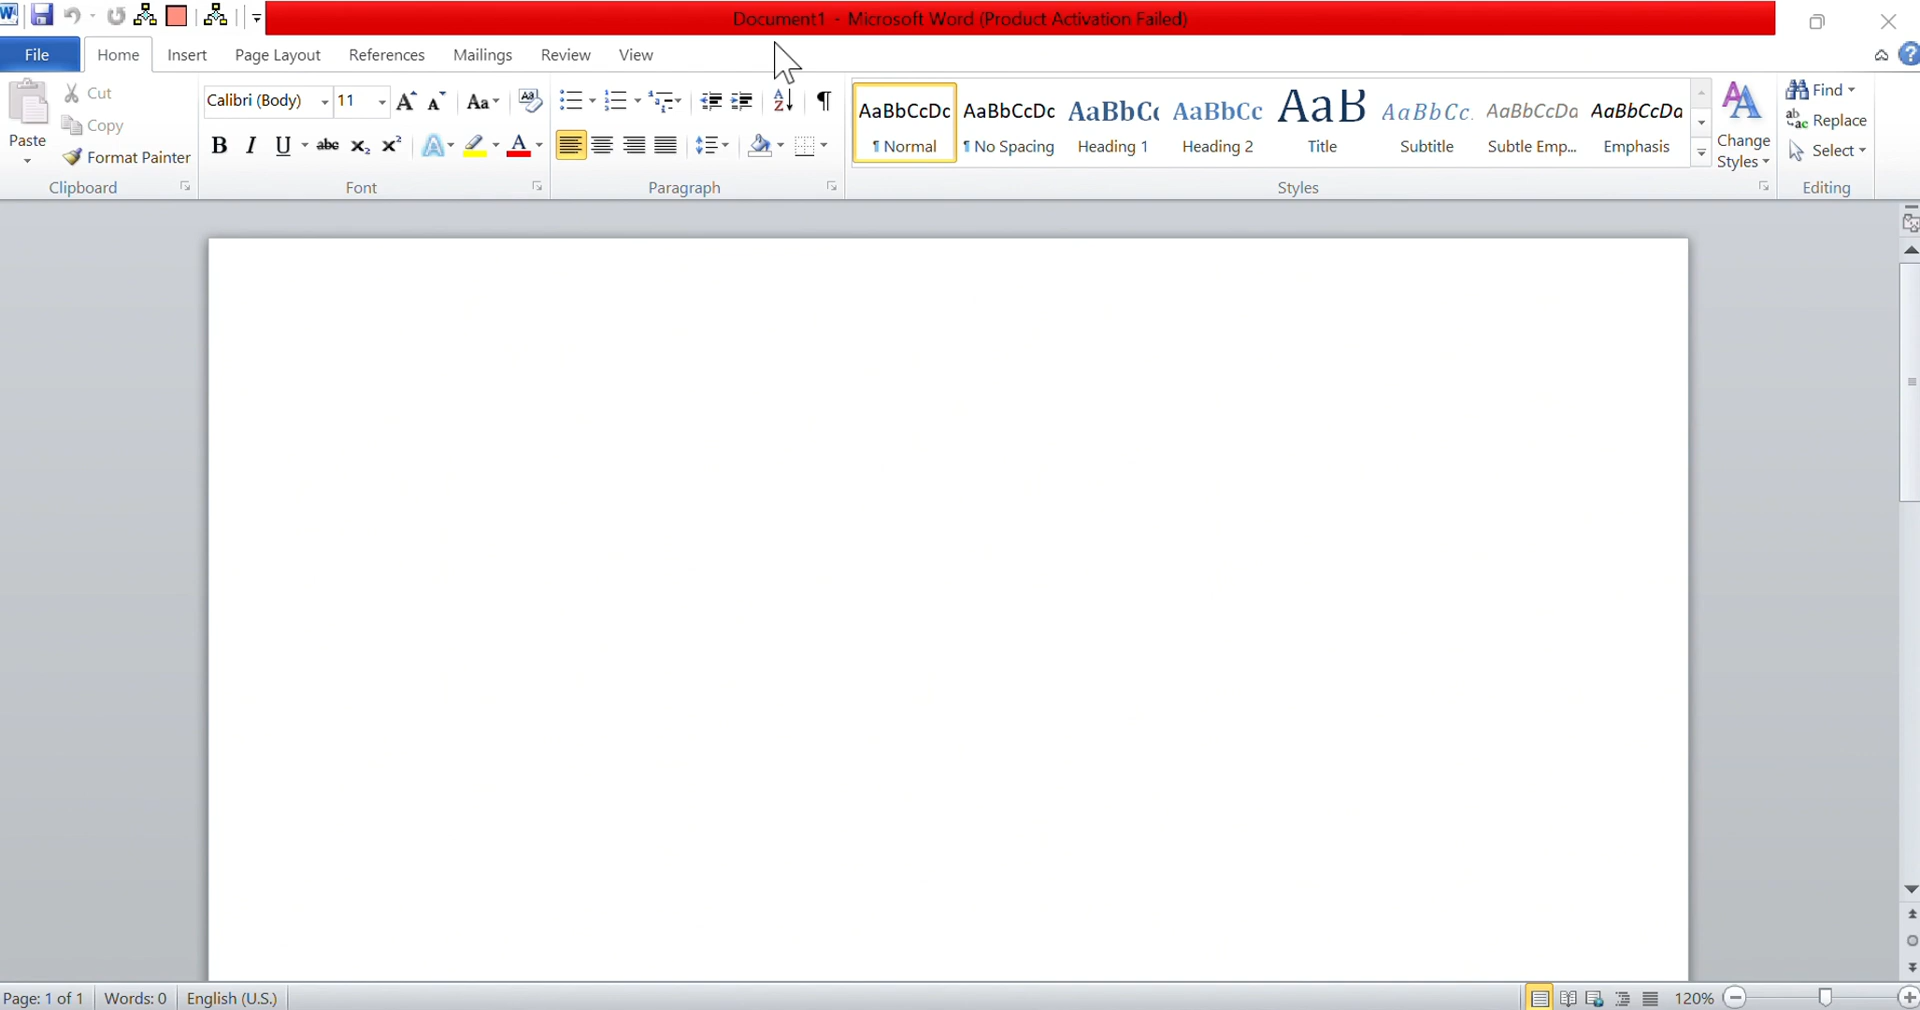 Document1 - Microsoft Word (Product Activation Failed)
File Home Insert Page Layout References Mailings Review View
Paste
Cut
Copy
Format Painter
Clipboard
Calibri (Body) 11
Aa
B I U abc x₂ x²
Font
Paragraph
AaBbCcDc AaBbCcDc AaBbCc AaBbCc AaB AaBbCc. AaBbCcDa AaBbCcDa
¶ Normal ¶ No Spacing Heading 1 Heading 2 Title Subtitle Subtle Emp... Emphasis
Change
Styles
Styles
Find
Replace
Select
Editing
Page: 1 of 1 Words: 0 English (U.S.) 120%